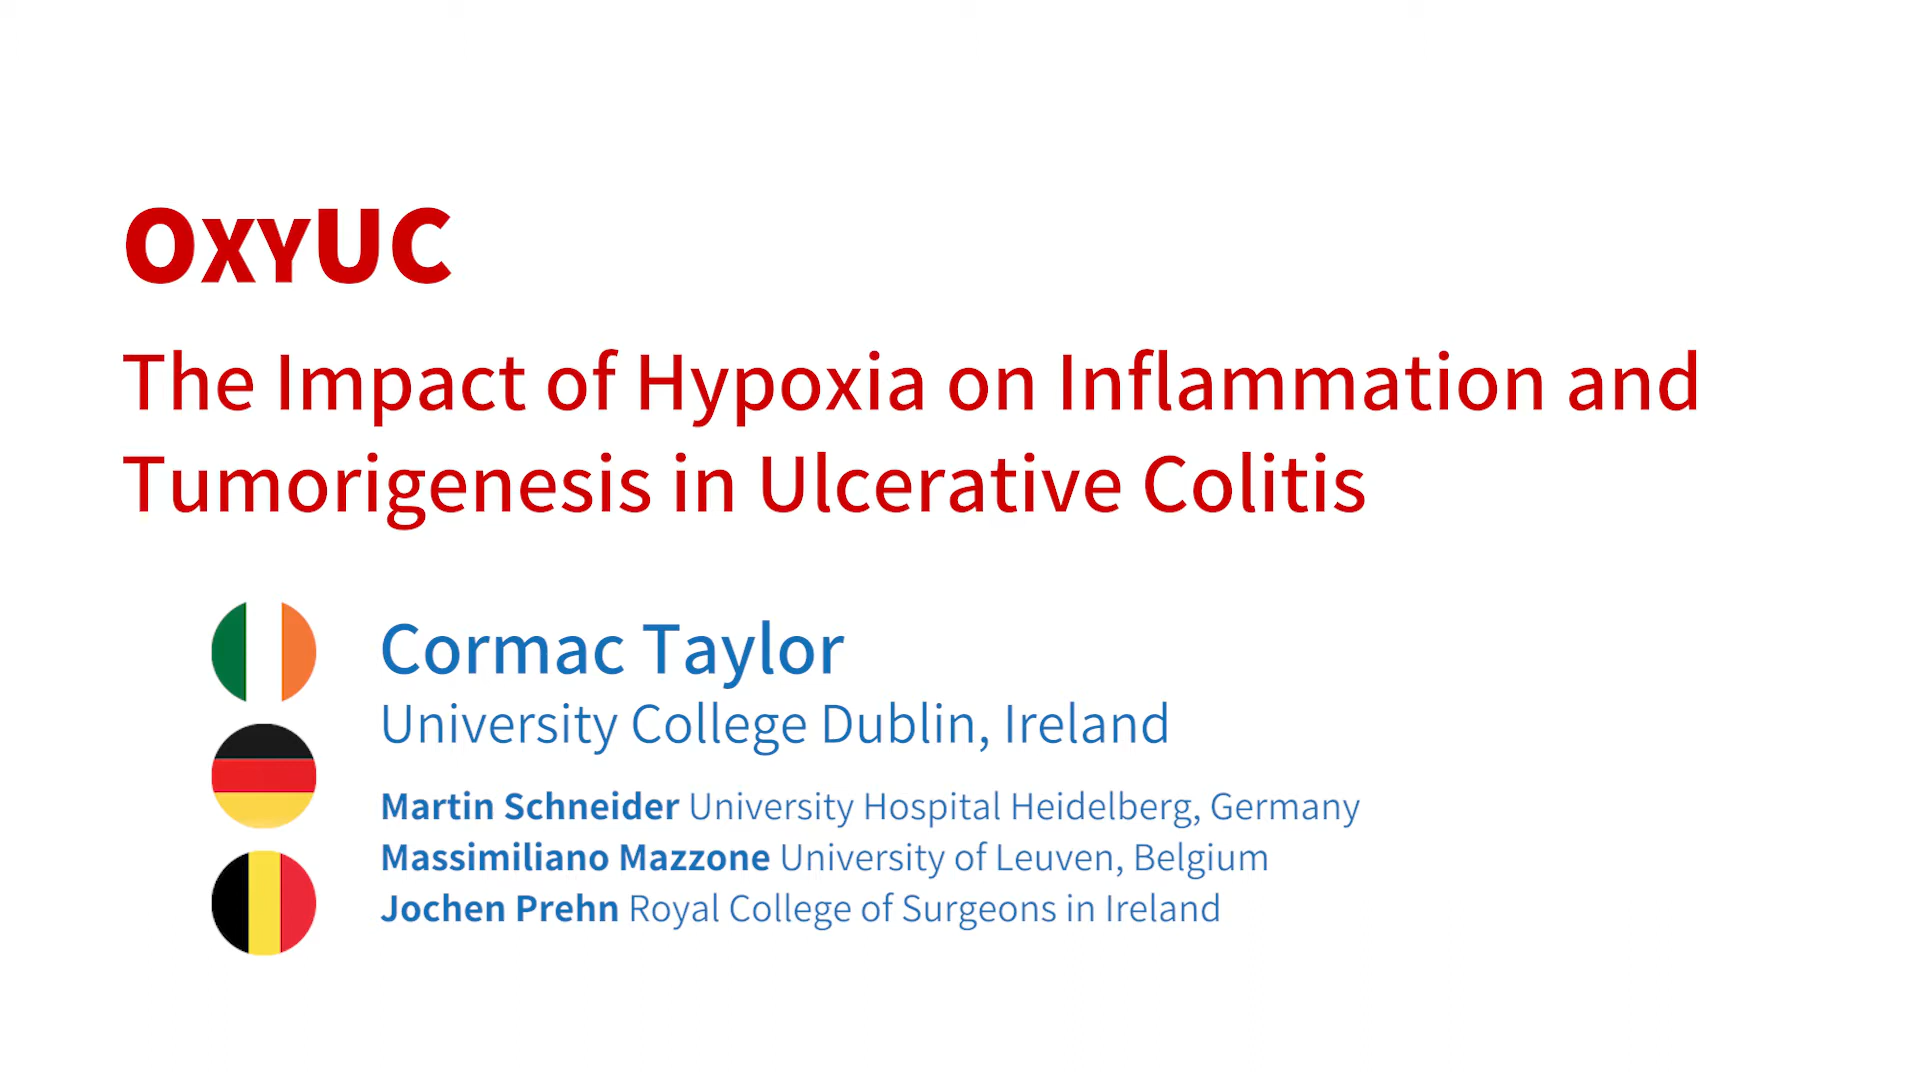 OxyUC
The Impact of Hypoxia on Inflammation and
Tumorigenesis in Ulcerative Colitis
Cormac Taylor
University College Dublin, Ireland
Martin Schneider University Hospital Heidelberg, Germany
Massimiliano Mazzone University of Leuven, Belgium
Jochen Prehn Royal College of Surgeons in Ireland